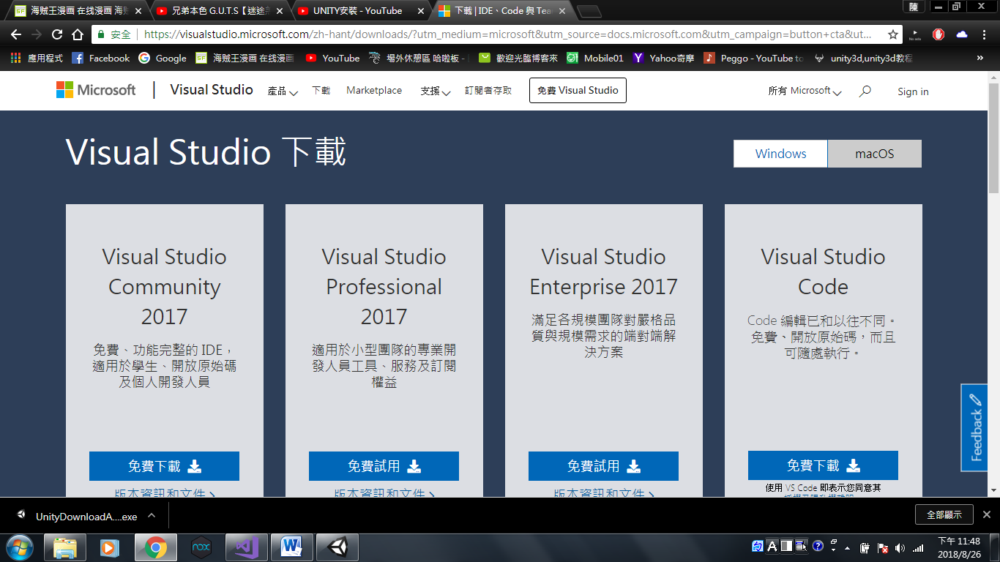 海贼王漫画 在线漫画 海贼
兄弟本色 G.U.T.S【迷途
UNITY安裝 - YouTube
下載 | IDE、Code 與 Tea
陳
安全
https://visualstudio.microsoft.com/zh-hant/downloads/?utm_medium=microsoft&utm_source=docs.microsoft.com&utm_campaign=button+cta&ut...
應用程式
Facebook
Google
海賊王漫画 在线漫画
YouTube
場外休憩區 哈啦板 -
歡迎光臨博客來
Mobile01
Yahoo奇摩
Peggo - YouTube to
unity3d,unity3d教程
»
Microsoft
Visual Studio
產品
下載
Marketplace
支援
訂閱者存取
免費 Visual Studio
所有 Microsoft
Sign in
Visual Studio 下載
Windows
macOS
Visual Studio
Community
2017
免費、功能完整的 IDE，
適用於學生、開放原始碼
及個人開發人員
免費下載
版本資訊和文件
Visual Studio
Professional
2017
適用於小型團隊的專業開
發人員工具、服務及訂閱
權益
免費試用
版本資訊和文件
Visual Studio
Enterprise 2017
滿足各規模團隊對嚴格品
質與規模需求的端對端解
決方案
免費試用
版本資訊和文件
Visual Studio
Code
Code 編輯已和以往不同。
免費、開放原始碼，而且
可隨處執行。
免費下載
使用 VS Code 即表示您同意其
Feedback
UnityDownloadA....exe
全部顯示
nox
A
下午 11:48
2018/8/26